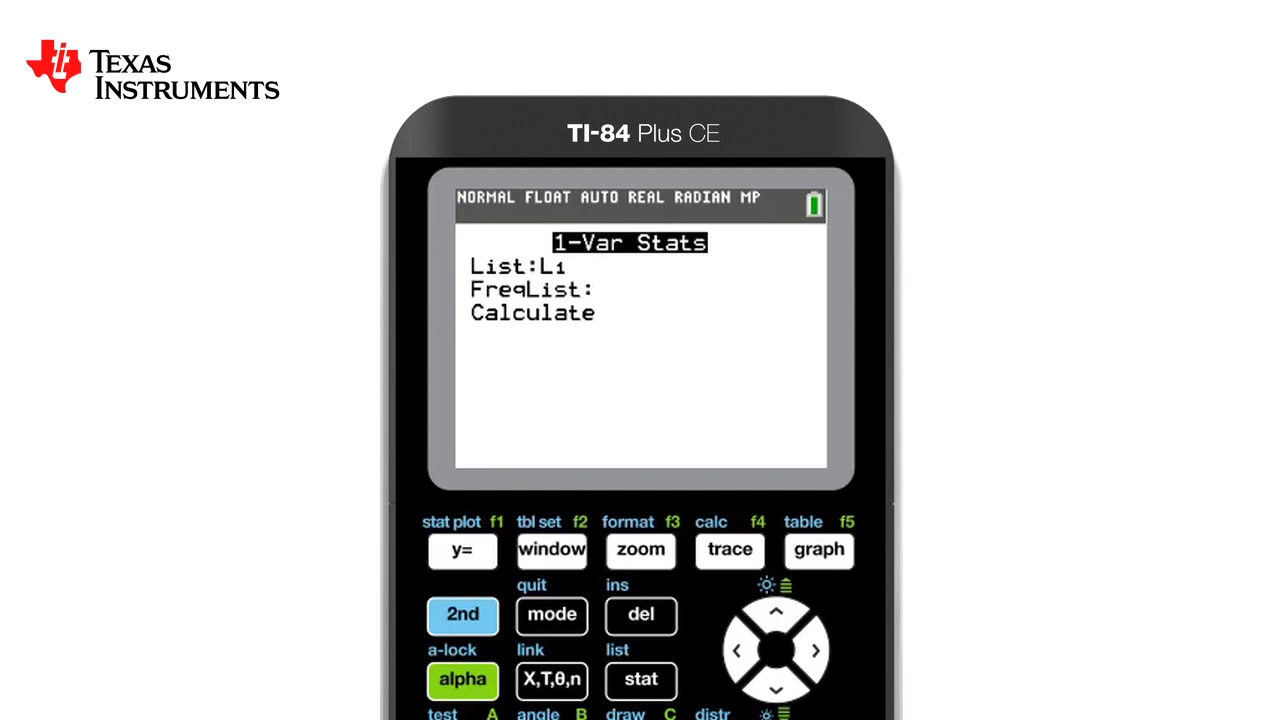 TEXAS
INSTRUMENTS
TI-84 Plus CE
NORMAL FLOAT AUTO REAL RADIAN MP
1-Var Stats
List:L₁
FreqList:
Calculate
stat plot f1 tbl set f2 format f3 calc f4 table f5
y= window zoom trace graph
quit ins
2nd mode del
a-lock link list
alpha X,T,θ,n stat
test A angle B draw C distr